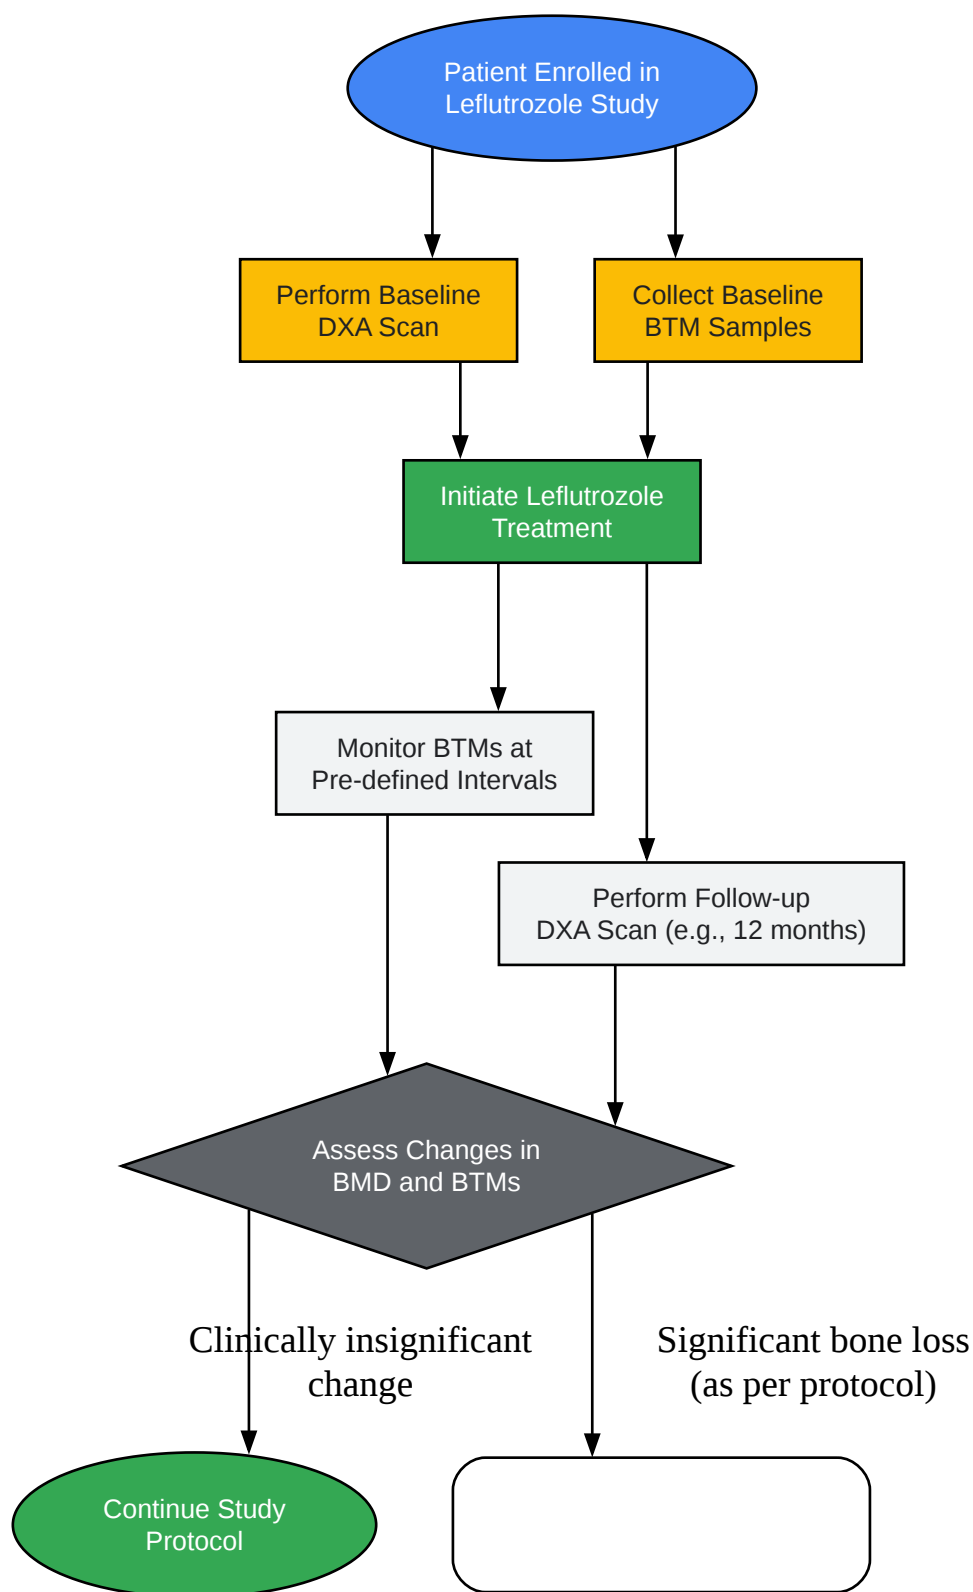 Patient Enrolled in
Leflutrozole Study
Perform Baseline
DXA Scan
Collect Baseline
BTM Samples
Initiate Leflutrozole
Treatment
Monitor BTMs at
Pre-defined Intervals
Perform Follow-up
DXA Scan (e.g., 12 months)
Assess Changes in
BMD and BTMs
Clinically insignificant
change
Significant bone loss
(as per protocol)
Continue Study
Protocol